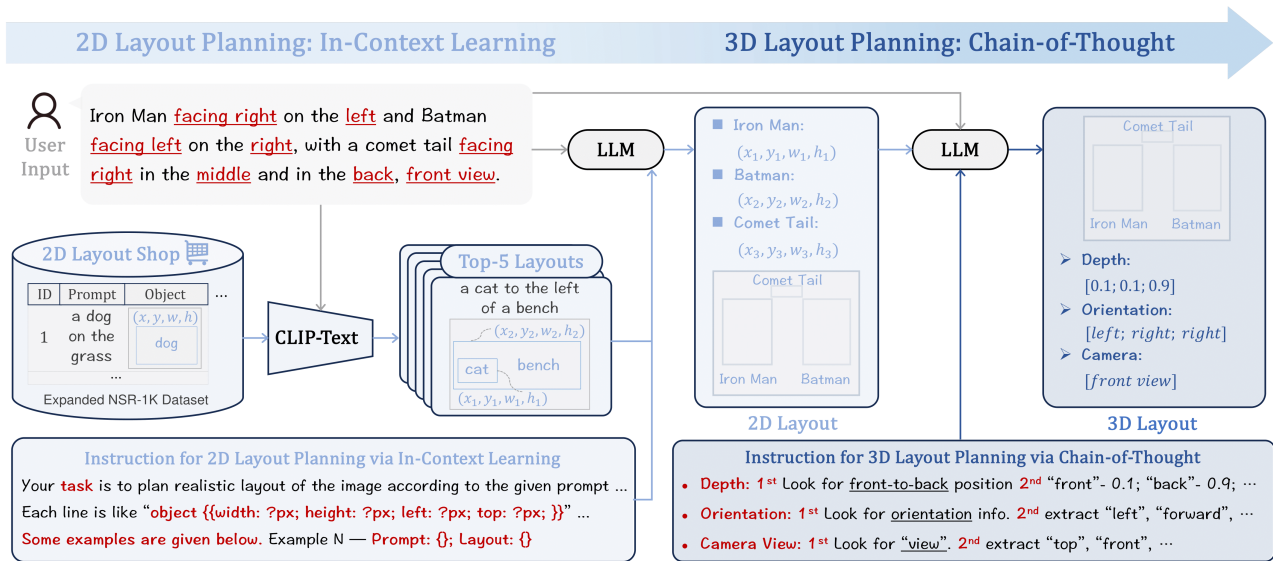 2D Layout Planning: In-Context Learning
3D Layout Planning: Chain-of-Thought
User
Input
Iron Man facing right on the left and Batman
facing left on the right, with a comet tail facing
right in the middle and in the back, front view.
2D Layout Shop
ID Prompt Object ...
1
a dog
on the
grass
(x, y, w, h)
dog
...
Expanded NSR-1K Dataset
CLIP-Text
Top-5 Layouts
a cat to the left
of a bench
(x₂, y₂, w₂, h₂)
cat
bench
(x₁, y₁, w₁, h₁)
LLM
■ Iron Man:
(x₁, y₁, w₁, h₁)
■ Batman:
(x₂, y₂, w₂, h₂)
■ Comet Tail:
(x₃, y₃, w₃, h₃)
Comet Tail
Iron Man Batman
2D Layout
LLM
Comet Tail
Iron Man Batman
➢ Depth:
[0.1; 0.1; 0.9]
➢ Orientation:
[left; right; right]
➢ Camera:
[front view]
3D Layout
Instruction for 2D Layout Planning via In-Context Learning
Your task is to plan realistic layout of the image according to the given prompt ...
Each line is like “object {{width: ?px; height: ?px; left: ?px; top: ?px; }}” ...
Some examples are given below. Example N — Prompt: {}; Layout: {}
Instruction for 3D Layout Planning via Chain-of-Thought
• Depth: 1st Look for front-to-back position 2nd “front”- 0.1; “back”- 0.9; ...
• Orientation: 1st Look for orientation info. 2nd extract “left”, “forward”, ...
• Camera View: 1st Look for “view”. 2nd extract “top”, “front”, ...